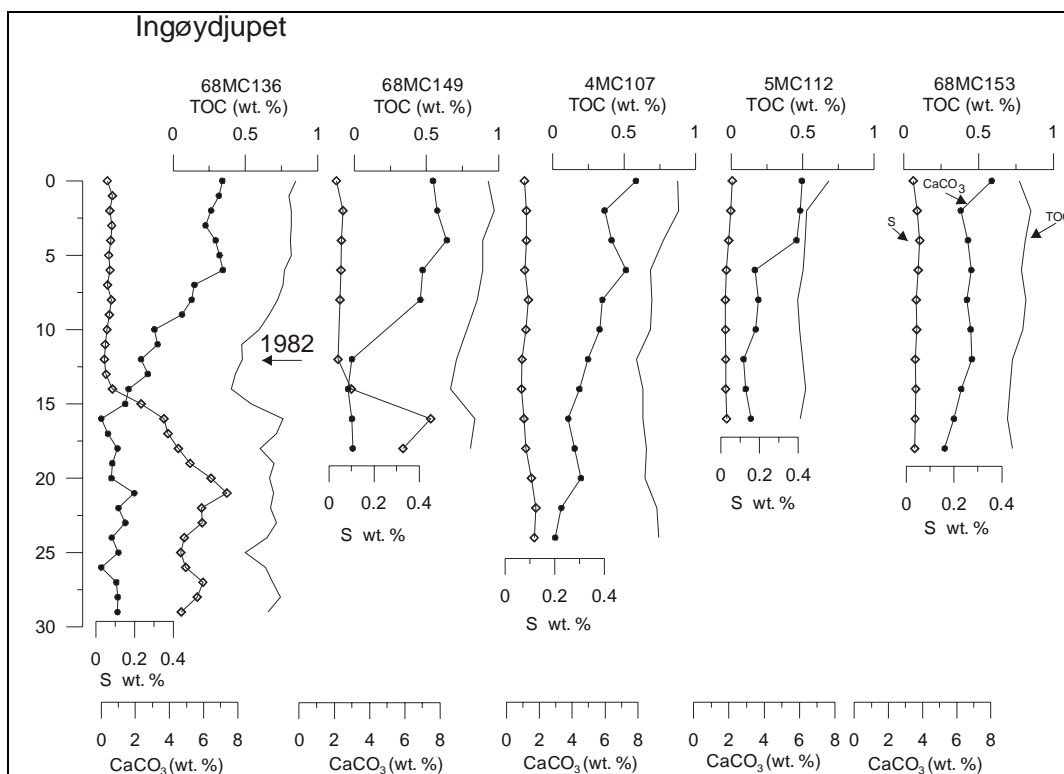 Ingøydjupet
68MC136 68MC149 4MC107 5MC112 68MC153
TOC (wt. %) TOC (wt. %) TOC (wt. %) TOC (wt. %) TOC (wt. %)
0 0.5 1 0 0.5 1 0 0.5 1 0 0.5 1 0 0.5 1
0
CaCO3
S TOC
5
10
1982
15
0 0.2 0.4
S wt. %
0 0.2 0.4
S wt. %
0 0.2 0.4
S wt. %
20
25
0 0.2 0.4
S wt. %
30
0 0.2 0.4
S wt. %
0 2 4 6 8 0 2 4 6 8 0 2 4 6 8 0 2 4 6 8 0 2 4 6 8
CaCO3 (wt. %) CaCO3 (wt. %) CaCO3 (wt. %) CaCO3 (wt. %) CaCO3 (wt. %)